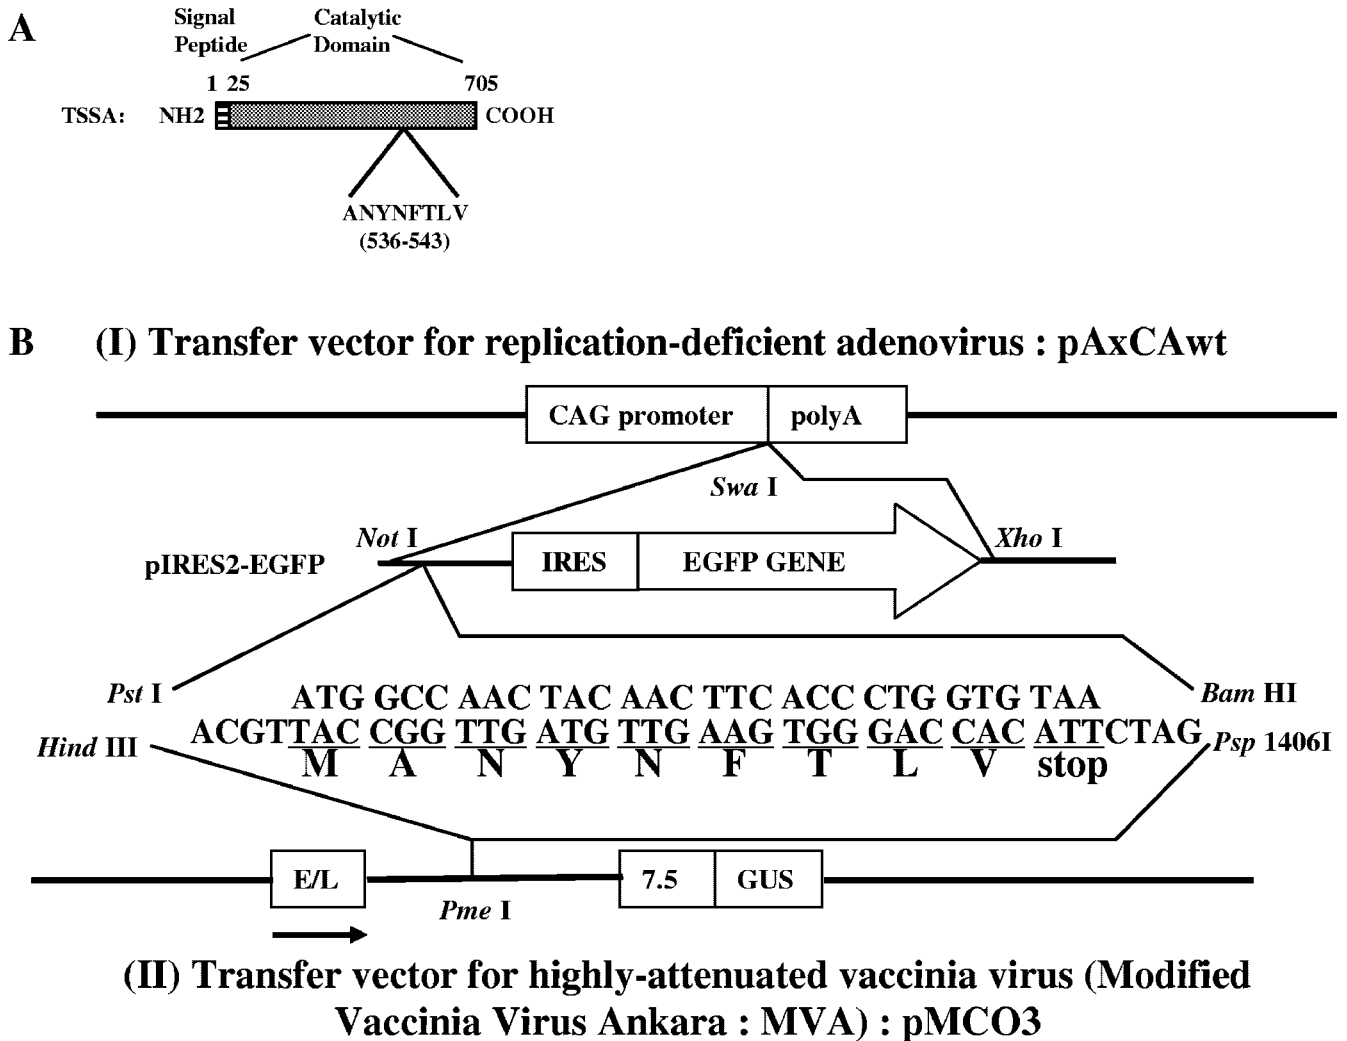 A
Signal Peptide
Catalytic Domain
1 25 705
TSSA: NH2 COOH
ANYNFTLV
(536-543)
B (I) Transfer vector for replication-deficient adenovirus : pAxCAwt
CAG promoter polyA
Swa I
Not I Xho I
pIRES2-EGFP IRES EGFP GENE
Pst I ATG GCC AAC TAC AAC TTC ACC CTG GTG TAA Bam HI
Hind III ACGTTACC CGG TTG ATG TTG AAG TGG GAC CAC ATTCTAG Psp 1406I
M A N Y N F T L V stop
E/L 7.5 GUS
Pme I
(II) Transfer vector for highly-attenuated vaccinia virus (Modified
Vaccinia Virus Ankara : MVA) : pMCO3